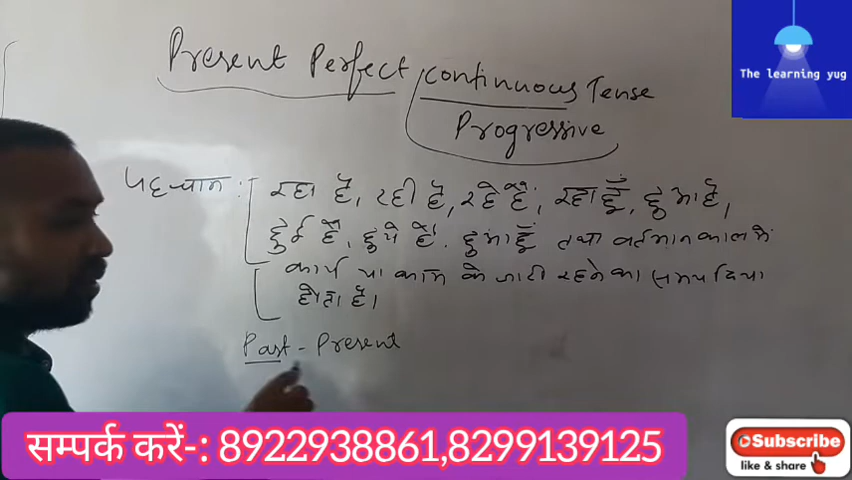 Present Perfect continuous Tense
Progressive
The learning yug
पहचान : रहा है, रही है, रहे हैं, रहा हूँ, हुआ है,
हुई है, हुये हैं. हुआ हूँ तथा वर्तमान काल में
कार्य या काम के जारी रहने का समय दिया
होता है।
Past - Present
सम्पर्क करें-: 8922938861,8299139125
Subscribe
like & share